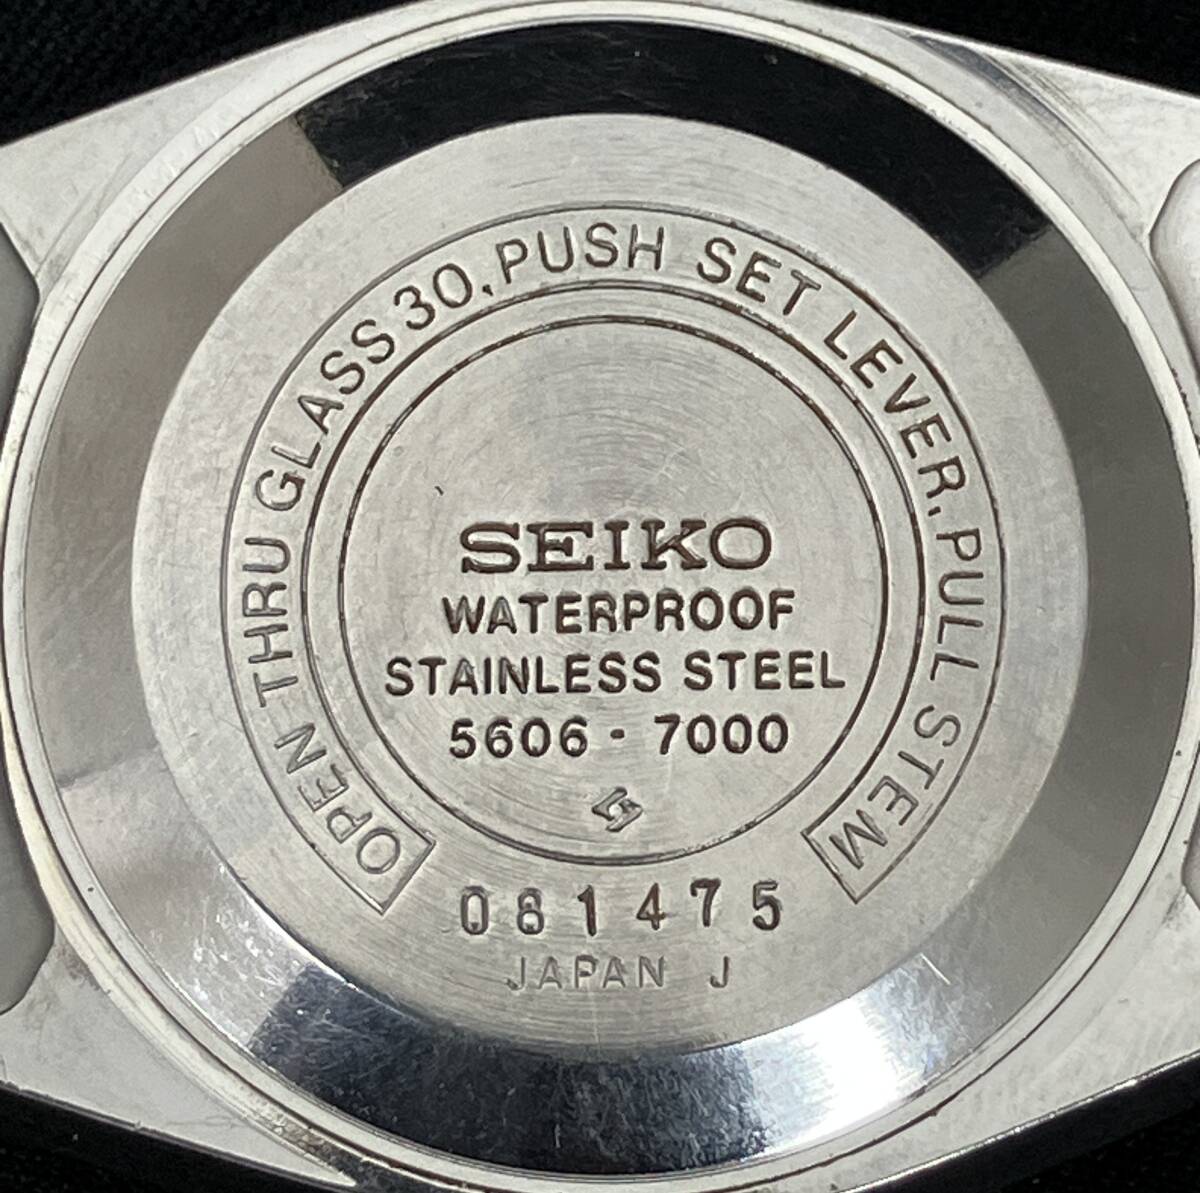 OPEN THRU GLASS 30, PUSH SET LEVER, PULL STEM
SEIKO
WATERPROOF
STAINLESS STEEL
5606 · 7000
081475
JAPAN J